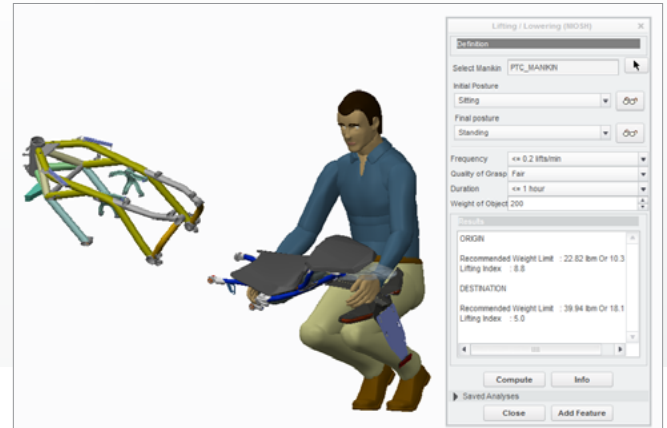 Lifting / Lowering (NIOSH)
Definition
Select Manikin PTC_MANIKIN
Initial Posture
Sitting
Final posture
Standing
Frequency <= 0.2 lifts/min
Quality of Grasp Fair
Duration <= 1 hour
Weight of Object 200
Results
ORIGIN
Recommended Weight Limit : 22.82 lbm Or 10.3
Lifting Index : 8.8
DESTINATION
Recommended Weight Limit : 39.94 lbm Or 18.1
Lifting Index : 5.0
Compute Info
Saved Analyses
Close Add Feature